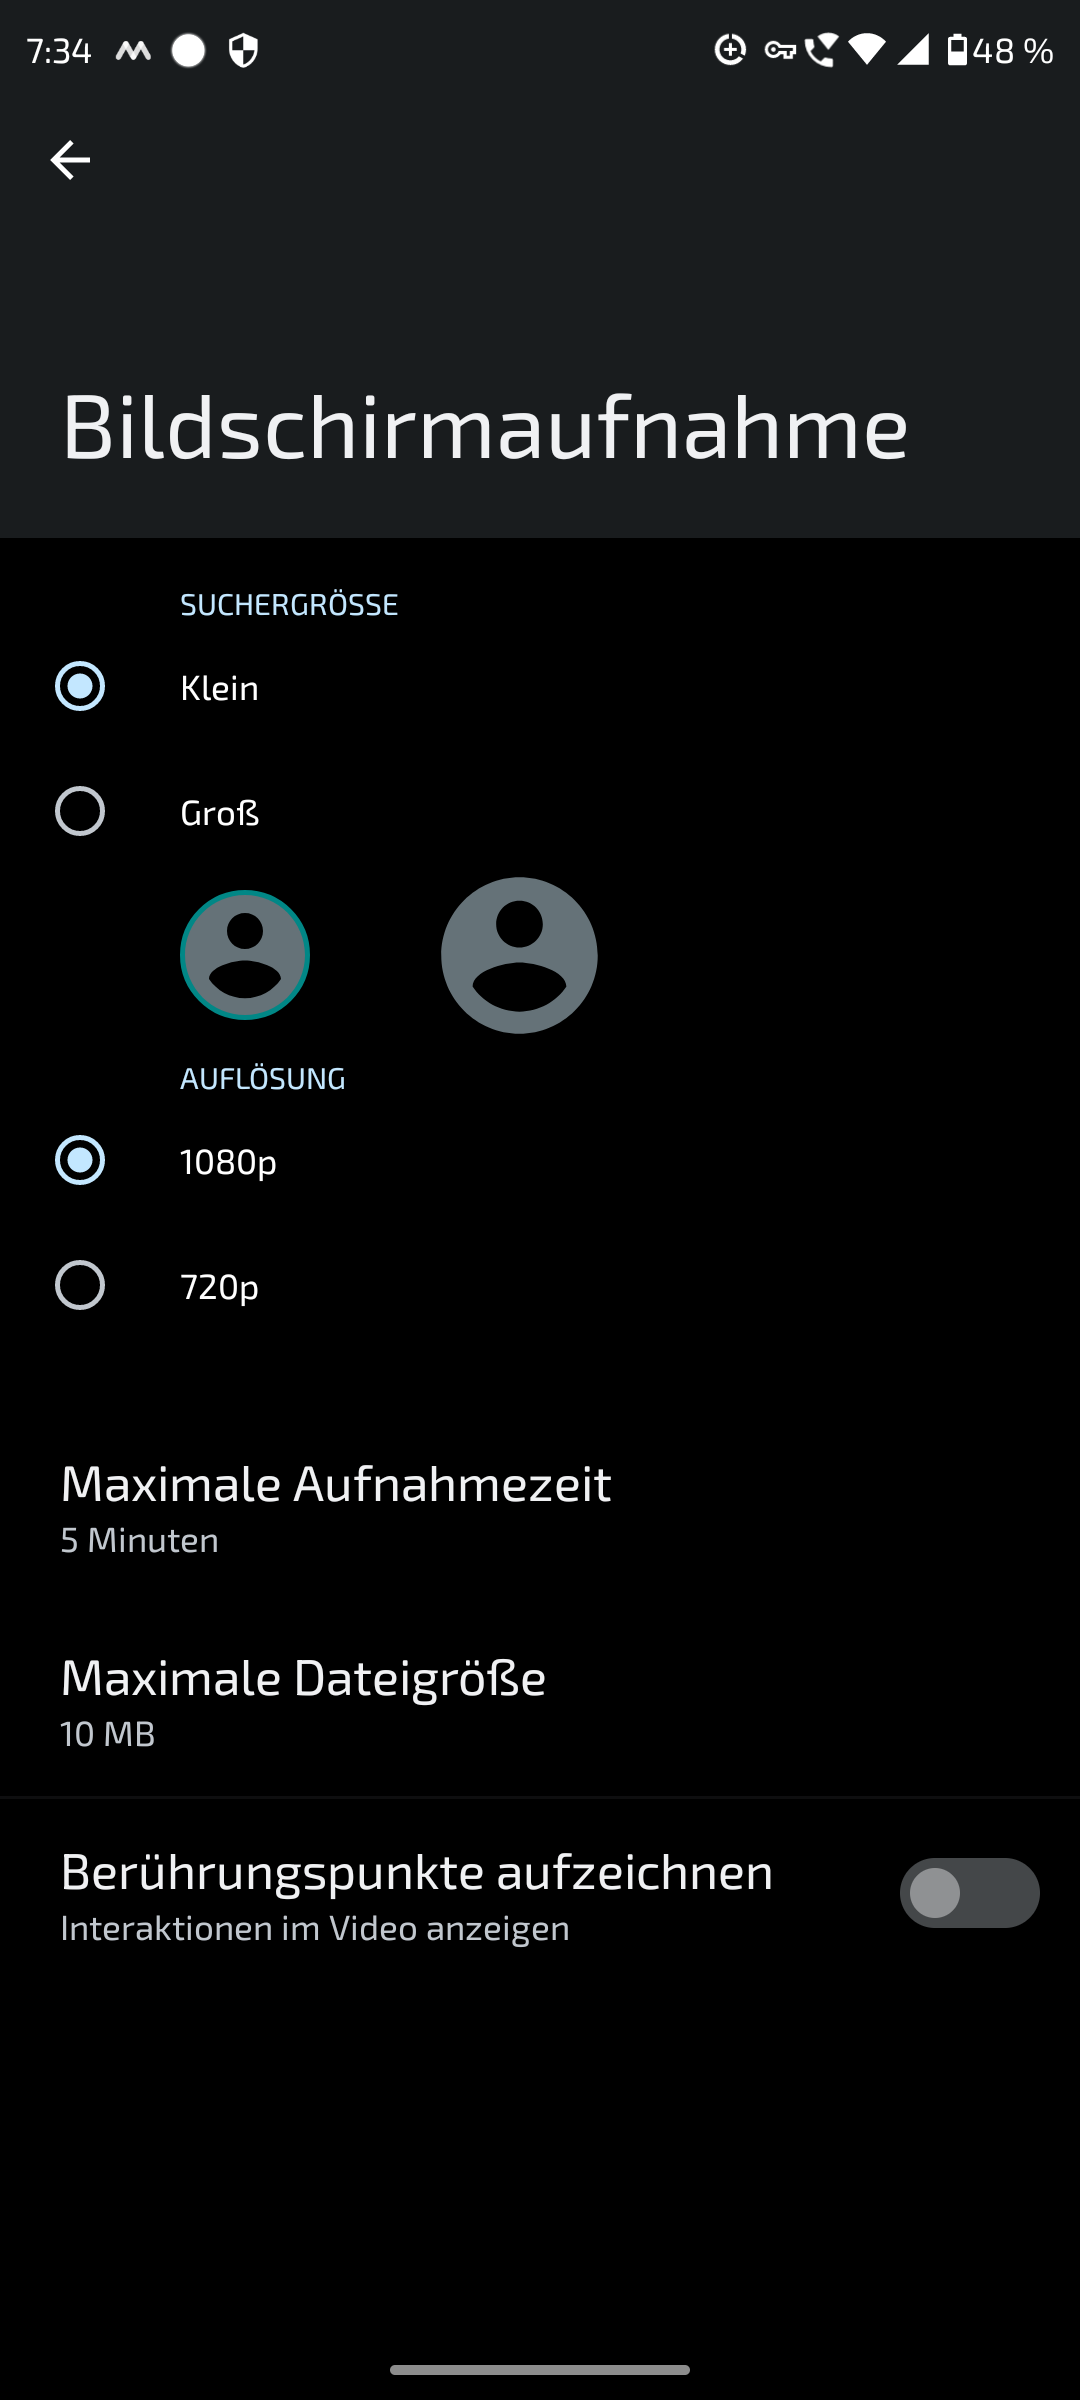 7:34
48 %
Bildschirmaufnahme
SUCHERGRÖSSE
Klein
Groß
AUFLÖSUNG
1080p
720p
Maximale Aufnahmezeit
5 Minuten
Maximale Dateigröße
10 MB
Berührungspunkte aufzeichnen
Interaktionen im Video anzeigen